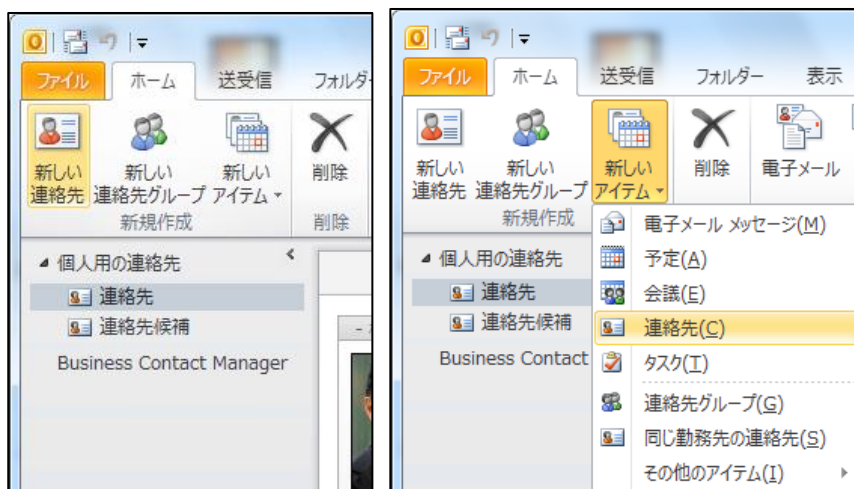 ファイル ホーム 送受信 フォルダー
新しい 連絡先
新しい 連絡先グループ
新しい アイテム
削除
新規作成 削除
個人用の連絡先
連絡先
連絡先候補
Business Contact Manager
ファイル ホーム 送受信 フォルダー 表示
新しい 連絡先
新しい 連絡先グループ
新しい アイテム
削除
電子メール
新規作成
個人用の連絡先
連絡先
連絡先候補
Business Contact
電子メール メッセージ(M)
予定(A)
会議(E)
連絡先(C)
タスク(T)
連絡先グループ(G)
同じ勤務先の連絡先(S)
その他のアイテム(I)